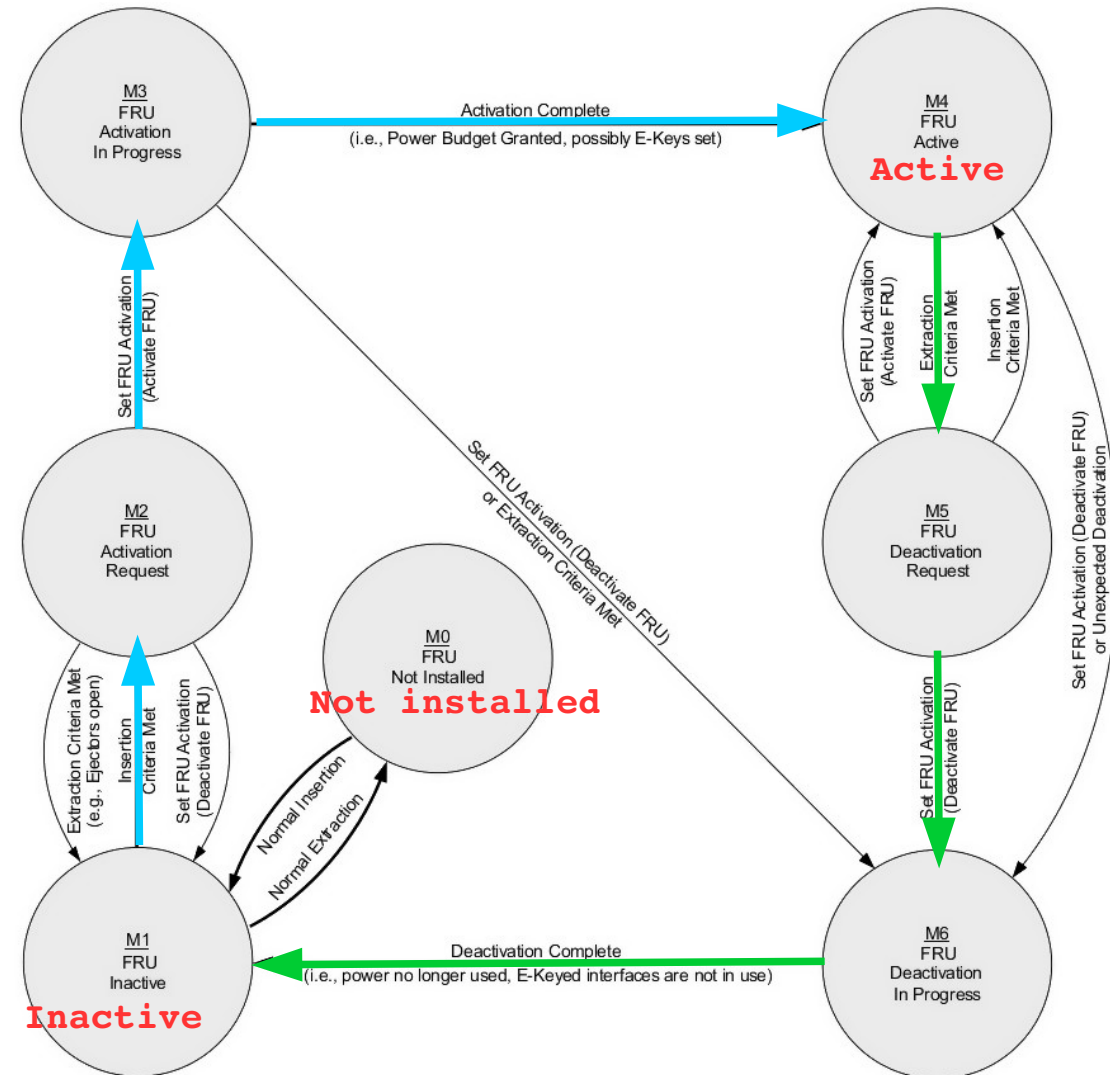 M3
FRU
Activation
In Progress
Activation Complete
(i.e., Power Budget Granted, possibly E-Keys set)
M4
FRU
Active
Active
Set FRU Activation
(Activate FRU)
Set FRU Activation
(Activate FRU)
Extraction
Criteria Met
Insertion
Criteria Met
Set FRU Activation (Deactivate FRU)
or Unexpected Deactivation
Set FRU Activation (Deactivate FRU)
or Extraction Criteria Met
M2
FRU
Activation
Request
M5
FRU
Deactivation
Request
M0
FRU
Not Installed
Not installed
Extraction Criteria Met
(e.g., Ejectors open)
Insertion
Criteria Met
Set FRU Activation
(Deactivate FRU)
Normal Insertion
Normal Extraction
Set FRU Activation
(Deactivate FRU)
M1
FRU
Inactive
Inactive
Deactivation Complete
(i.e., power no longer used, E-Keyed interfaces are not in use)
M6
FRU
Deactivation
In Progress